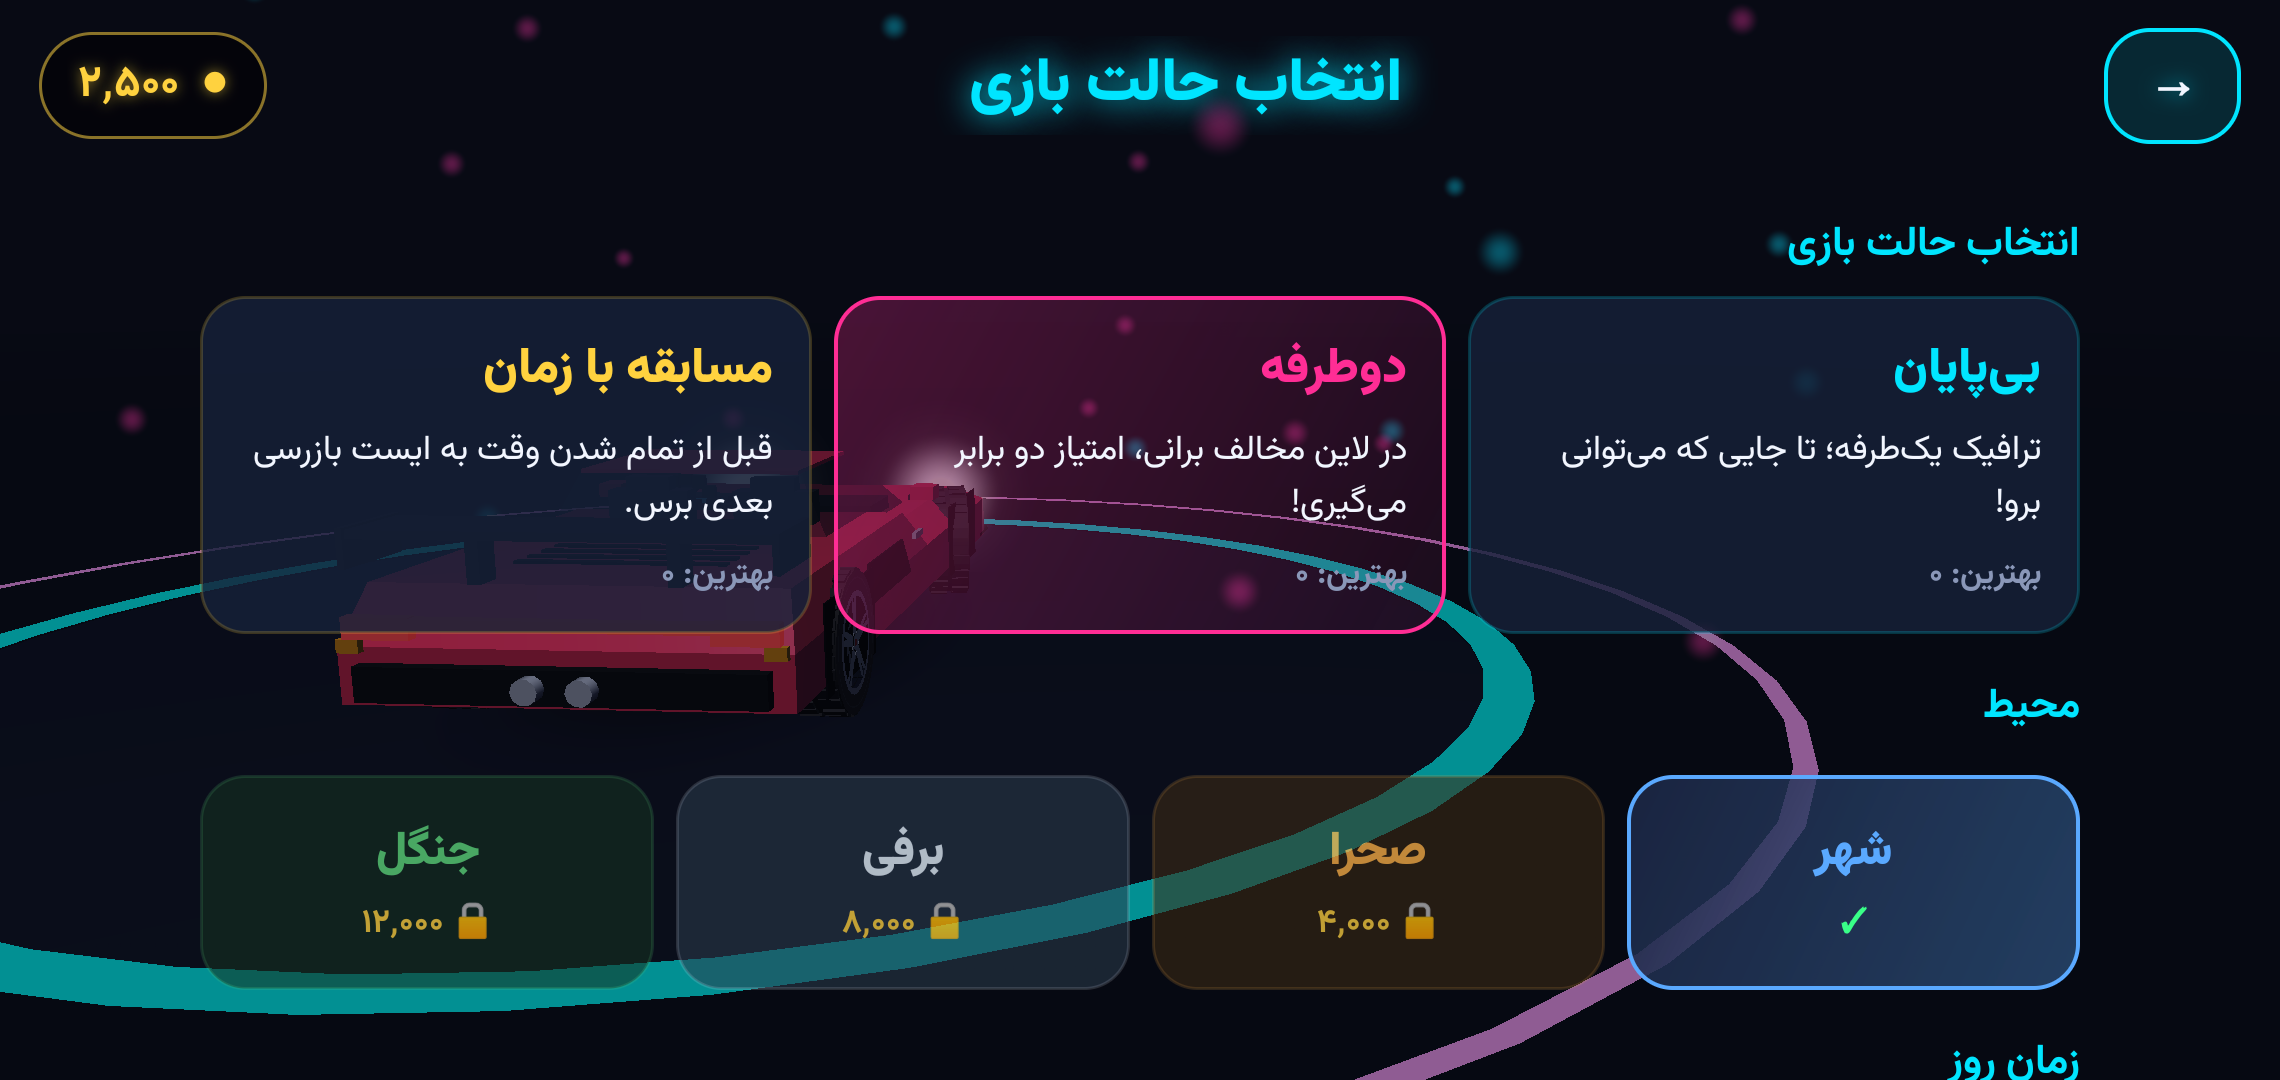 →
انتخاب حالت بازی
۲,۵۰۰
انتخاب حالت بازی
بی‌پایان
ترافیک یک‌طرفه؛ تا جایی که می‌توانی
برو!
بهترین: ۰
دوطرفه
در لاین مخالف برانی، امتیاز دو برابر
می‌گیری!
بهترین: ۰
مسابقه با زمان
قبل از تمام شدن وقت به ایست بازرسی
بعدی برس.
بهترین: ۰
محیط
شهر
✓
صحرا
🔒 ۴,۰۰۰
برفی
🔒 ۸,۰۰۰
جنگل
🔒 ۱۲,۰۰۰
زمان روز